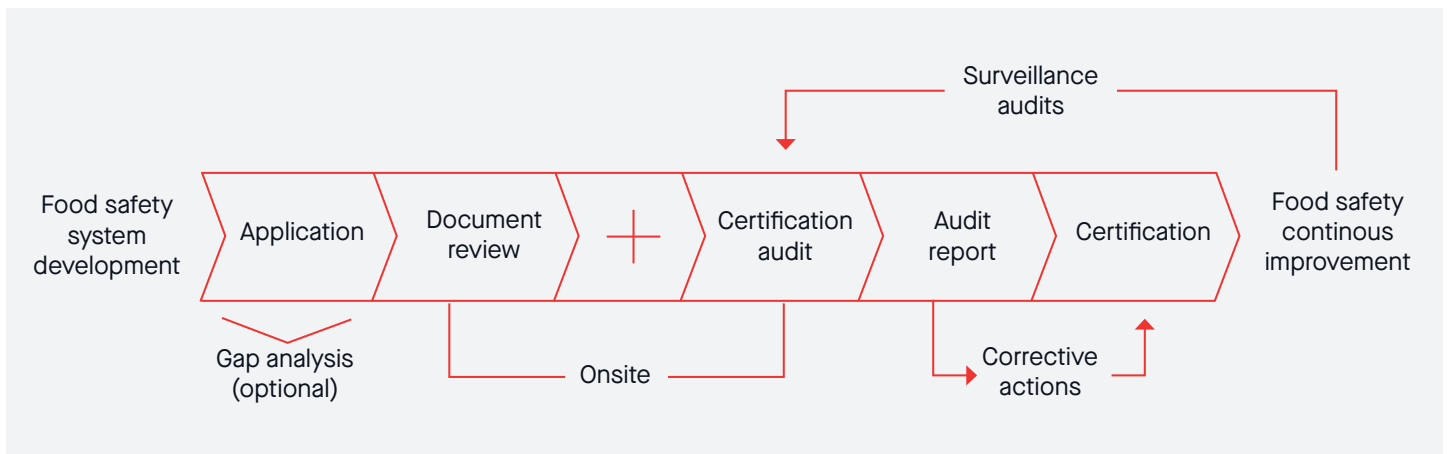 Surveillance
audits
Food safety
system
development
Application
Document
review
Certification
audit
Audit
report
Certification
Food safety
continous
improvement
Gap analysis
(optional)
Onsite
Corrective
actions